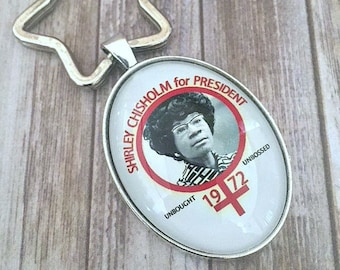 SHIRLEY CHISHOLM for PRESIDENT
UNBOUGHT
UNBOSSED
1972